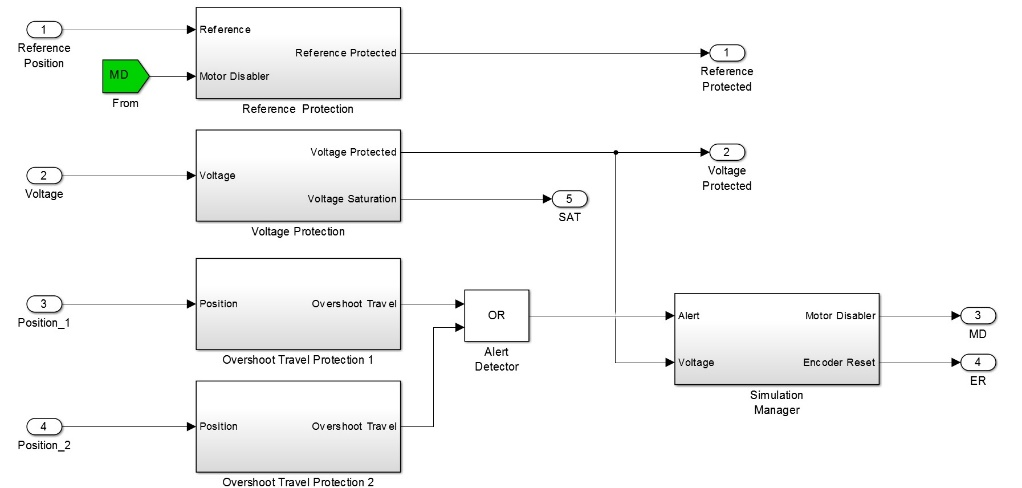 1
Reference
Position
MD
From
Reference
Motor Disabler
Reference Protected
Reference Protection
1
Reference
Protected
2
Voltage
Voltage
Voltage Protected
Voltage Saturation
Voltage Protection
2
Voltage
Protected
5
SAT
3
Position_1
Position
Overshoot Travel
Overshoot Travel Protection 1
OR
Alert
Detector
4
Position_2
Position
Overshoot Travel
Overshoot Travel Protection 2
Alert
Voltage
Motor Disabler
Encoder Reset
Simulation
Manager
3
MD
4
ER